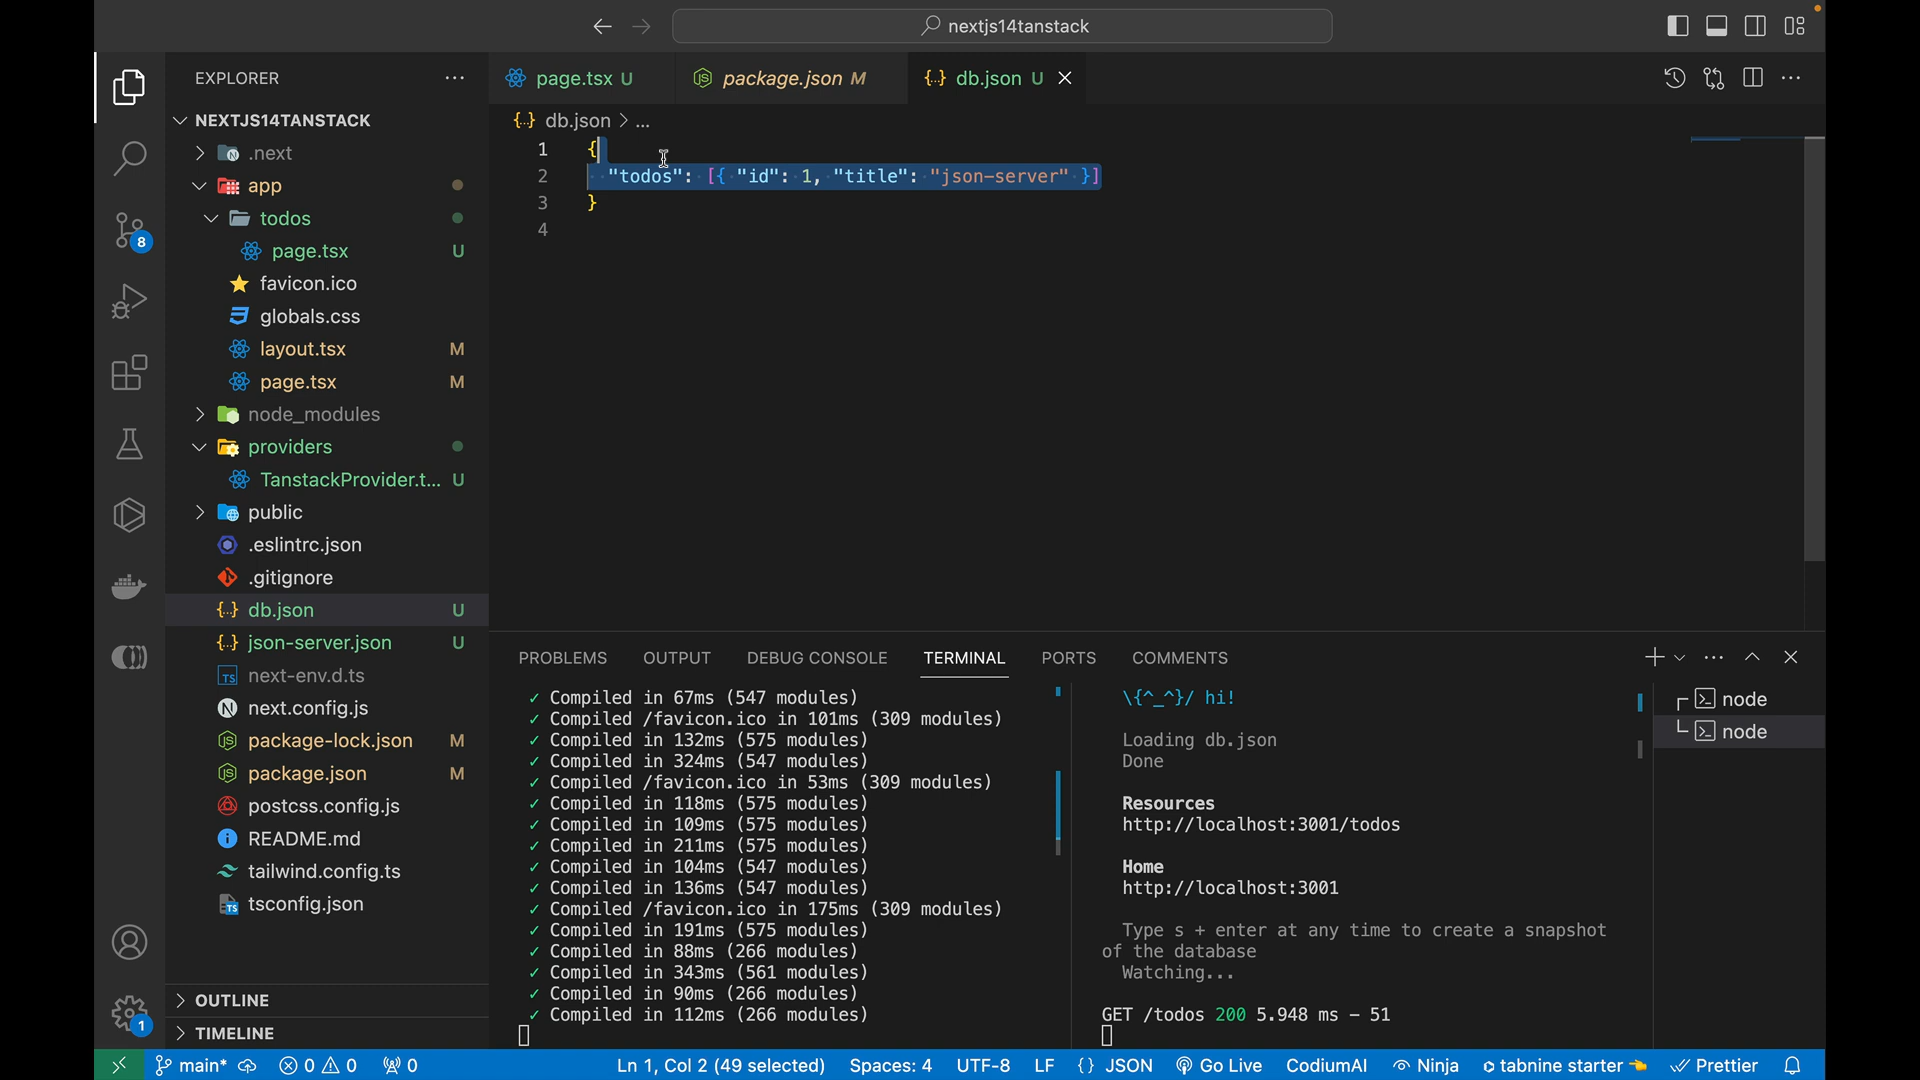 nextjs14tanstack
EXPLORER
NEXTJS14TANSTACK
.next
app
todos
page.tsx U
favicon.ico
globals.css
layout.tsx M
page.tsx M
node_modules
providers
TanstackProvider.t... U
public
.eslintrc.json
.gitignore
db.json U
json-server.json U
next-env.d.ts
next.config.js
package-lock.json M
package.json M
postcss.config.js
README.md
tailwind.config.ts
tsconfig.json
OUTLINE
TIMELINE
8
1
page.tsx U
package.json M
db.json U
db.json > ...
1 {
2 "todos": [{ "id": 1, "title": "json-server" }]
3 }
4
PROBLEMS OUTPUT DEBUG CONSOLE TERMINAL PORTS COMMENTS
✓ Compiled in 67ms (547 modules)
✓ Compiled /favicon.ico in 101ms (309 modules)
✓ Compiled in 132ms (575 modules)
✓ Compiled in 324ms (547 modules)
✓ Compiled /favicon.ico in 53ms (309 modules)
✓ Compiled in 118ms (575 modules)
✓ Compiled in 109ms (575 modules)
✓ Compiled in 211ms (575 modules)
✓ Compiled in 104ms (547 modules)
✓ Compiled in 136ms (547 modules)
✓ Compiled /favicon.ico in 175ms (309 modules)
✓ Compiled in 191ms (575 modules)
✓ Compiled in 88ms (266 modules)
✓ Compiled in 343ms (561 modules)
✓ Compiled in 90ms (266 modules)
✓ Compiled in 112ms (266 modules)
\{^_^}/ hi!
Loading db.json
Done
Resources
http://localhost:3001/todos
Home
http://localhost:3001
Type s + enter at any time to create a snapshot
of the database
Watching...
GET /todos 200 5.948 ms - 51
node
node
main* 0 0 0 Ln 1, Col 2 (49 selected) Spaces: 4 UTF-8 LF {} JSON Go Live CodiumAI Ninja tabnine starter Prettier